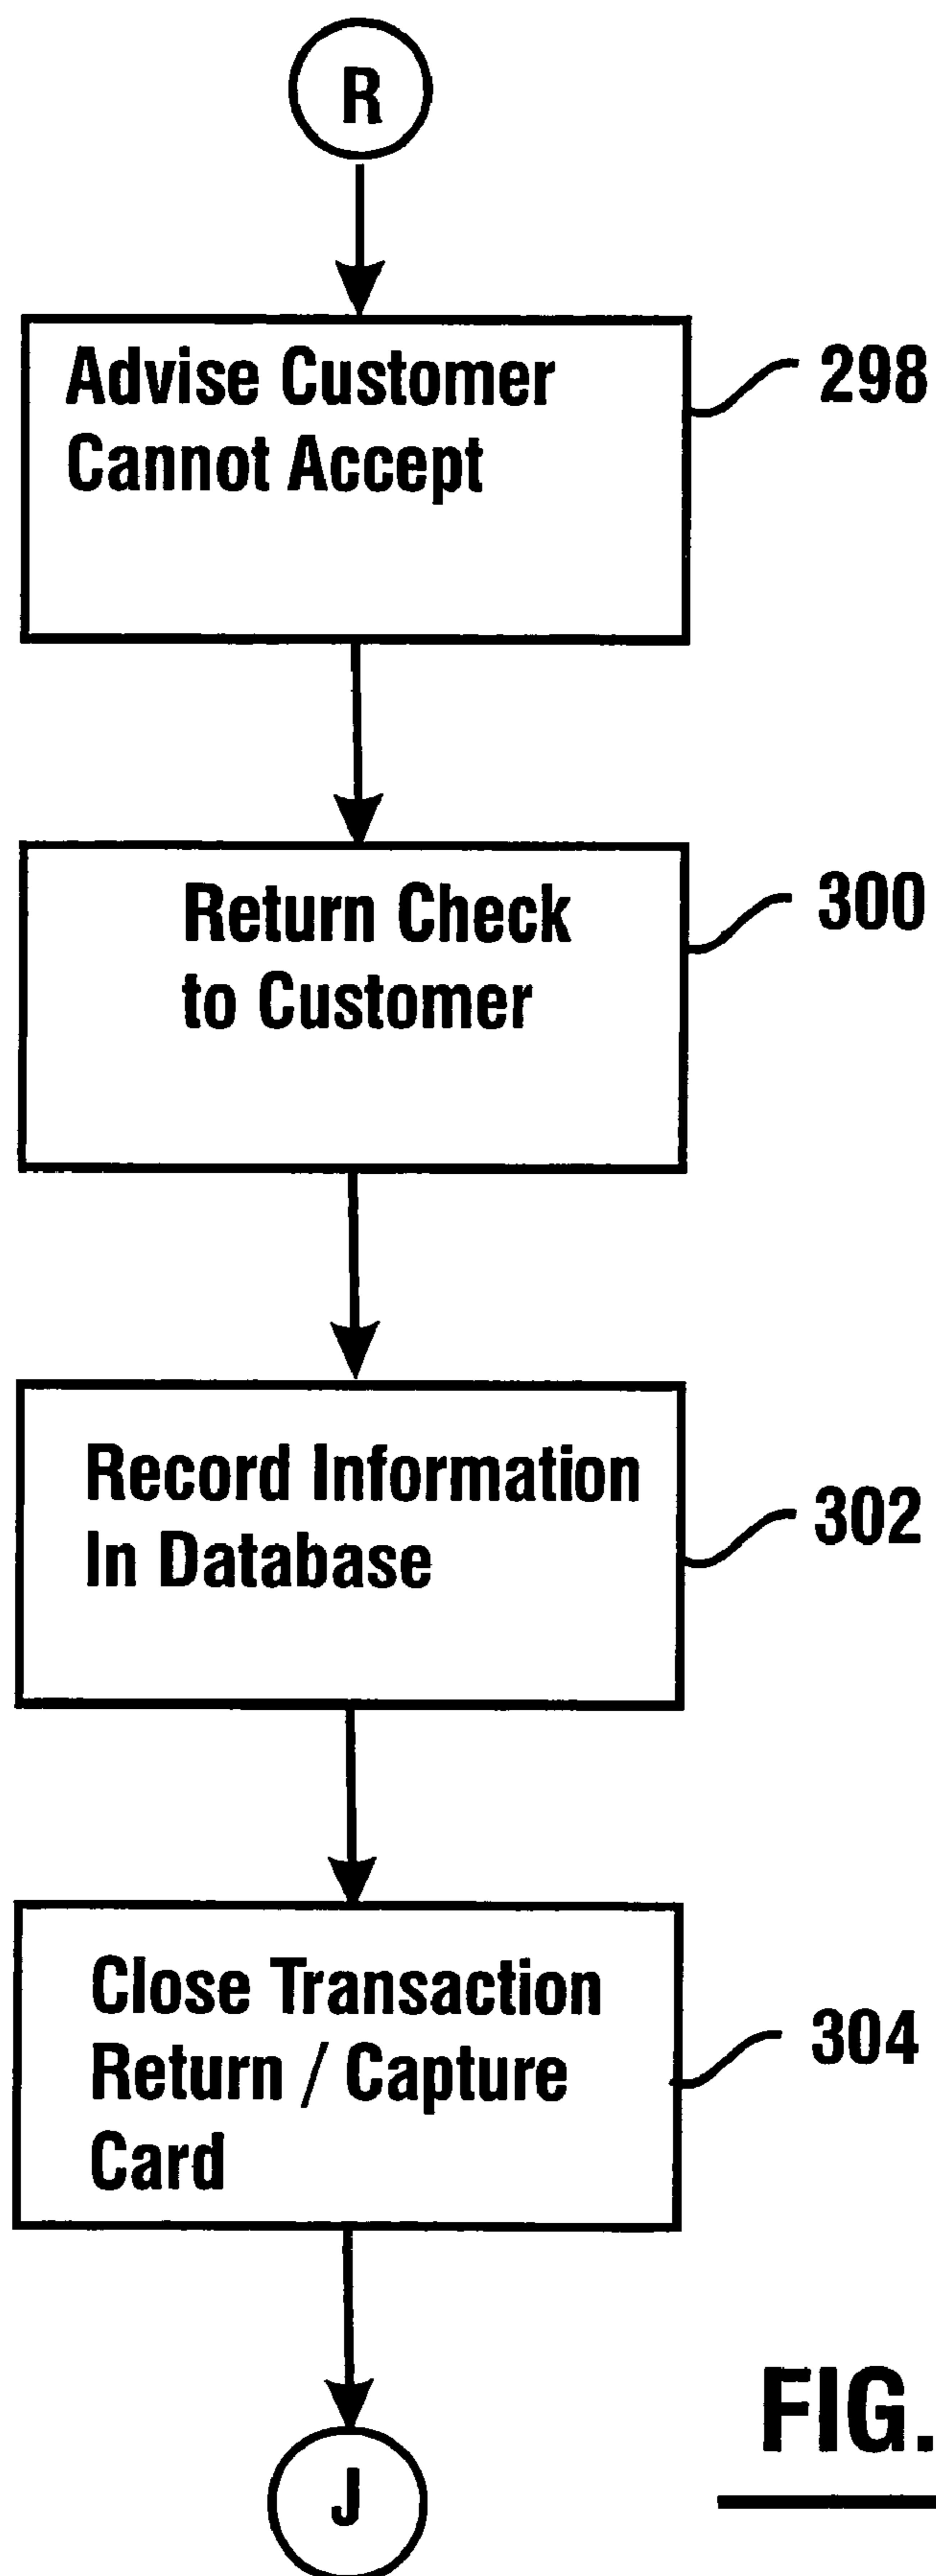 R
Advise Customer
Cannot Accept
298
Return Check
to Customer
300
Record Information
In Database
302
Close Transaction
Return / Capture
Card
304
J
FIG.